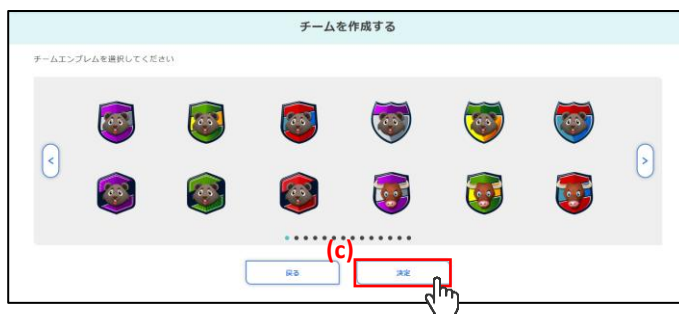 チームを作成する
チームエンブレムを選択してください
<
>
(c)
戻る
決定